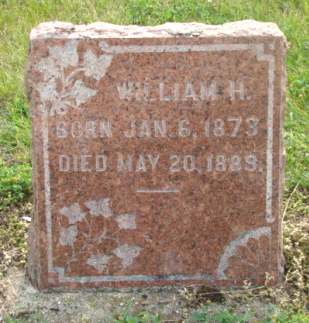 WILLIAM H.
BORN JAN. 6, 1873
DIED MAY 20, 1889.